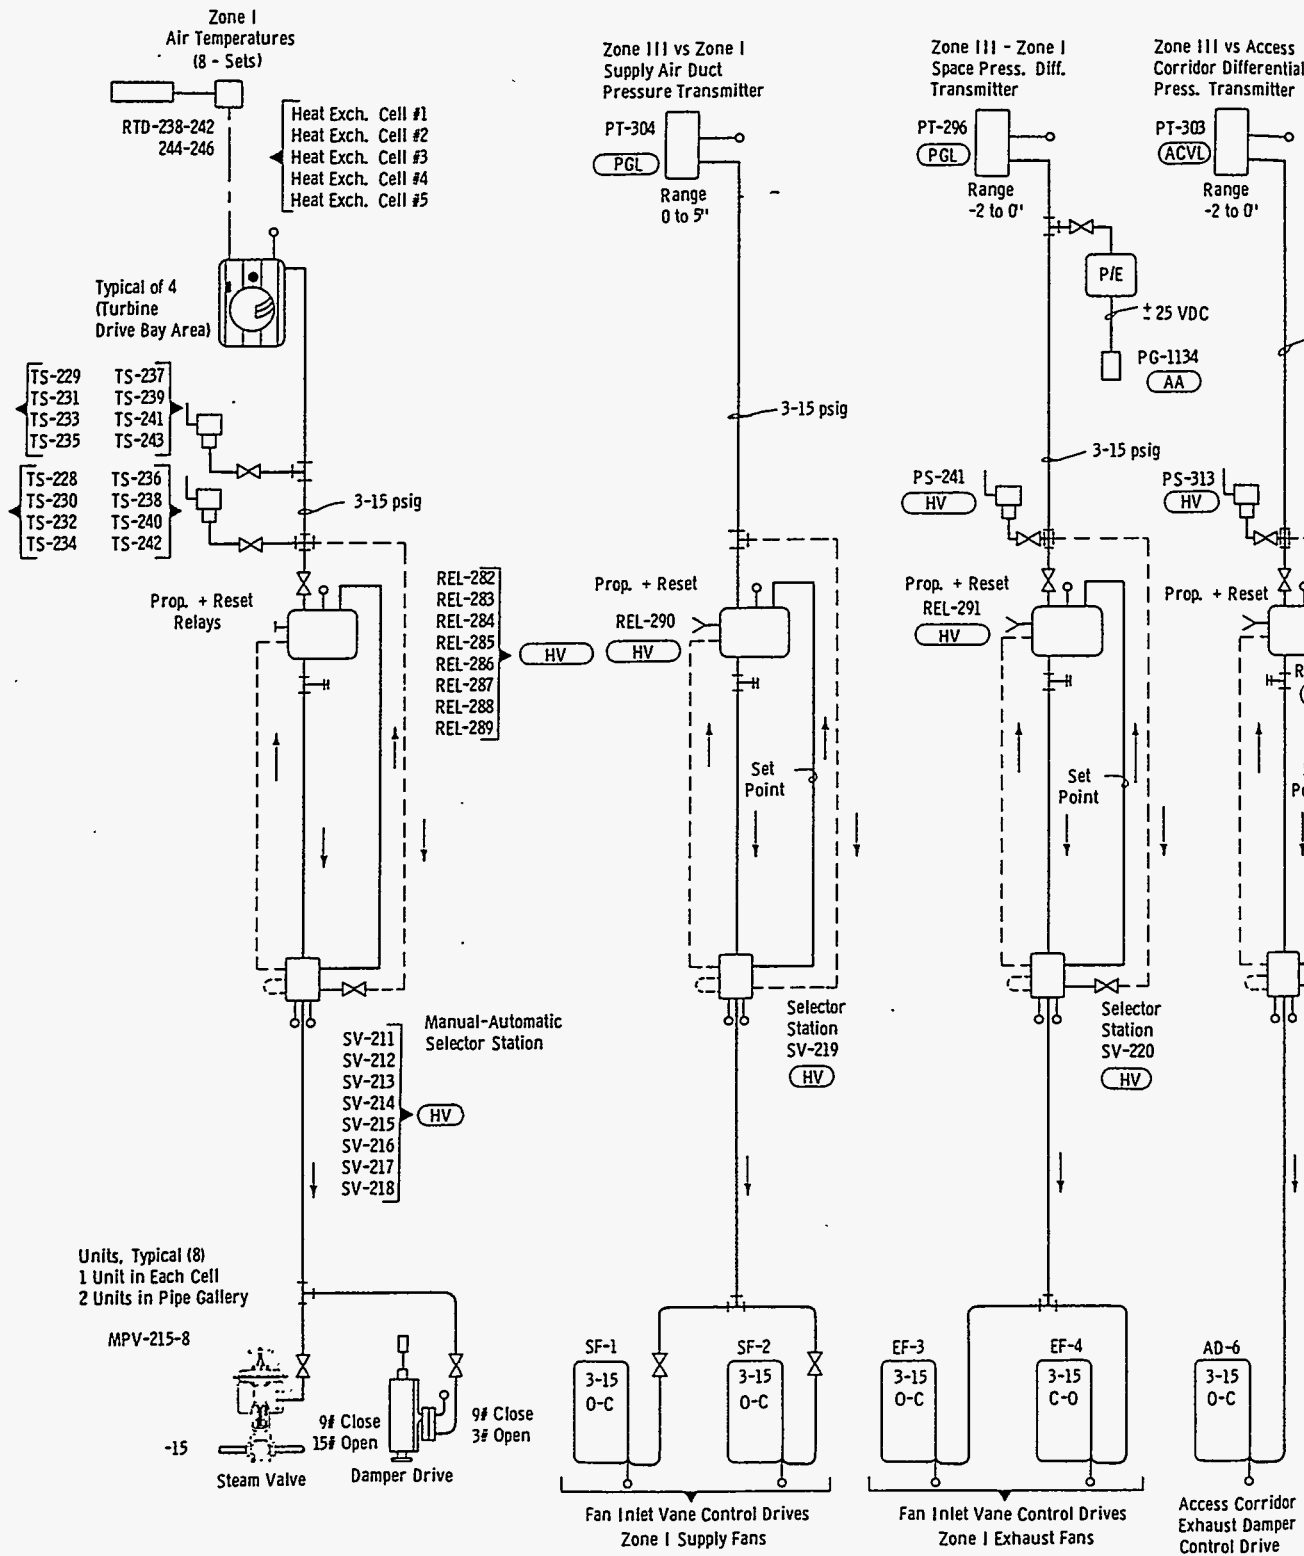 Zone I
Air Temperatures
(8 - Sets)
RTD-238-242
244-246
Heat Exch. Cell #1
Heat Exch. Cell #2
Heat Exch. Cell #3
Heat Exch. Cell #4
Heat Exch. Cell #5
Typical of 4
(Turbine
Drive Bay Area)
TS-229
TS-231
TS-233
TS-235
TS-237
TS-239
TS-241
TS-243
TS-228
TS-230
TS-232
TS-234
TS-236
TS-238
TS-240
TS-242
3-15 psig
Prop. + Reset
Relays
REL-282
REL-283
REL-284
REL-285
REL-286
REL-287
REL-288
REL-289
HV
Manual-Automatic
Selector Station
SV-211
SV-212
SV-213
SV-214
SV-215
SV-216
SV-217
SV-218
HV
Units, Typical (8)
1 Unit in Each Cell
2 Units in Pipe Gallery
MPV-215-8
-15
Steam Valve
9# Close
15# Open
Damper Drive
9# Close
3# Open
Zone III vs Zone I
Supply Air Duct
Pressure Transmitter
PT-304
PGL
Range
0 to 5"
3-15 psig
Prop. + Reset
REL-290
HV
Set
Point
Selector
Station
SV-219
HV
SF-1
3-15
O-C
SF-2
3-15
O-C
Fan Inlet Vane Control Drives
Zone I Supply Fans
Zone III - Zone I
Space Press. Diff.
Transmitter
PT-296
PGL
Range
-2 to 0"
P/E
± 25 VDC
PG-1134
AA
3-15 psig
PS-241
HV
Prop. + Reset
REL-291
HV
Set
Point
Selector
Station
SV-220
HV
EF-3
3-15
O-C
EF-4
3-15
C-O
Fan Inlet Vane Control Drives
Zone I Exhaust Fans
Zone III vs Access
Corridor Differential
Press. Transmitter
PT-303
ACVL
Range
-2 to 0"
PS-313
HV
Prop. + Reset
AD-6
3-15
O-C
Access Corridor
Exhaust Damper
Control Drive